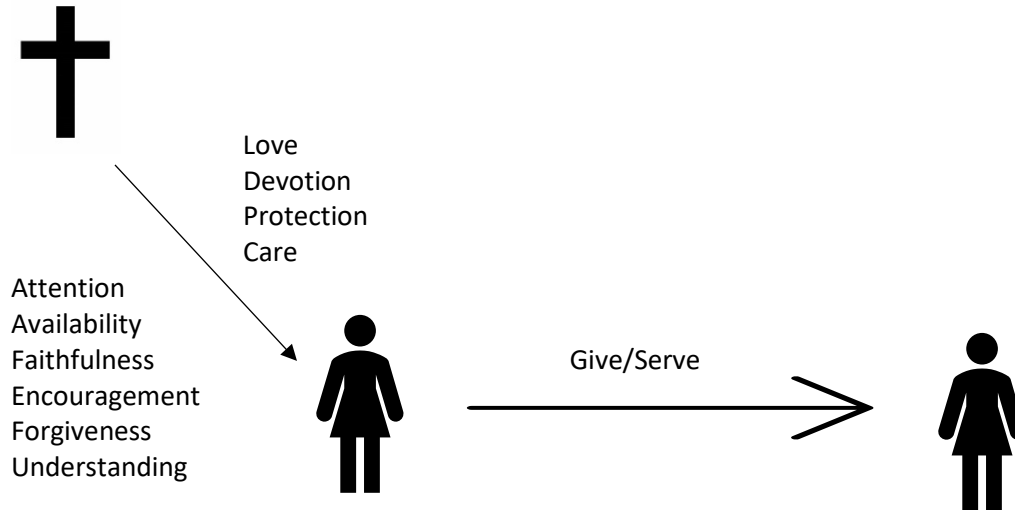 Love
Devotion
Protection
Care
Attention
Availability
Faithfulness
Encouragement
Forgiveness
Understanding
Give/Serve